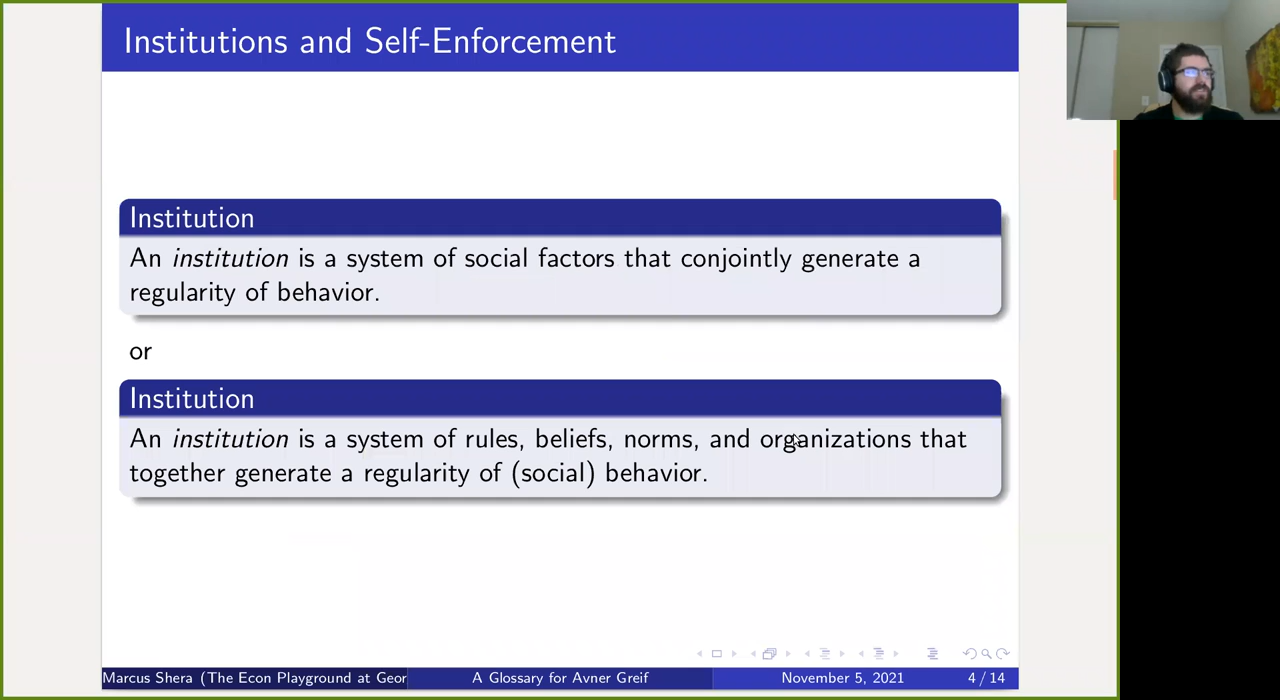 Institutions and Self-Enforcement
Institution
An institution is a system of social factors that conjointly generate a
regularity of behavior.
or
Institution
An institution is a system of rules, beliefs, norms, and organizations that
together generate a regularity of (social) behavior.
Marcus Shera (The Econ Playground at Geor
A Glossary for Avner Greif
November 5, 2021
4 / 14